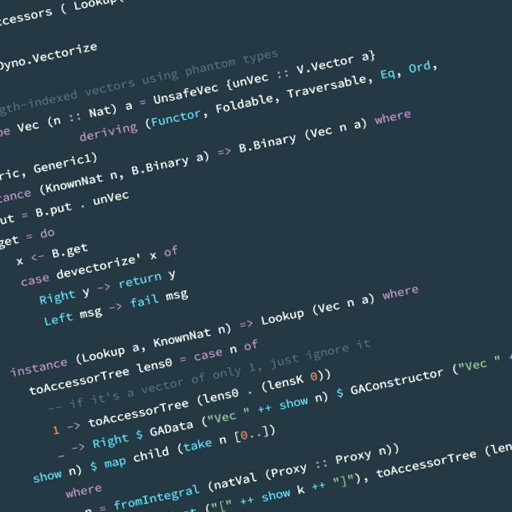 ccessors ( Lookup(
Dyno.Vectorize
gth-indexed vectors using phantom types
pe Vec (n :: Nat) a = UnsafeVec {unVec :: V.Vector a}
deriving (Functor, Foldable, Traversable, Eq, Ord,
ric, Generic1)
tance (KnownNat n, B.Binary a) => B.Binary (Vec n a) where
put = B.put . unVec
get = do
x <- B.get
case devectorize' x of
Right y -> return y
Left msg -> fail msg
instance (Lookup a, KnownNat n) => Lookup (Vec n a) where
toAccessorTree lens0 = case n of
-- if it's a vector of only 1, just ignore it
1 -> toAccessorTree (lens0 . (lensK 0))
_ -> Right $ GAData ("Vec " ++ show n) $ GAConstructor ("Vec " +
show n) $ map child (take n [0..])
where
n = fromIntegral (natVal (Proxy :: Proxy n))
("[" ++ show k ++ "]"), toAccessorTree (len